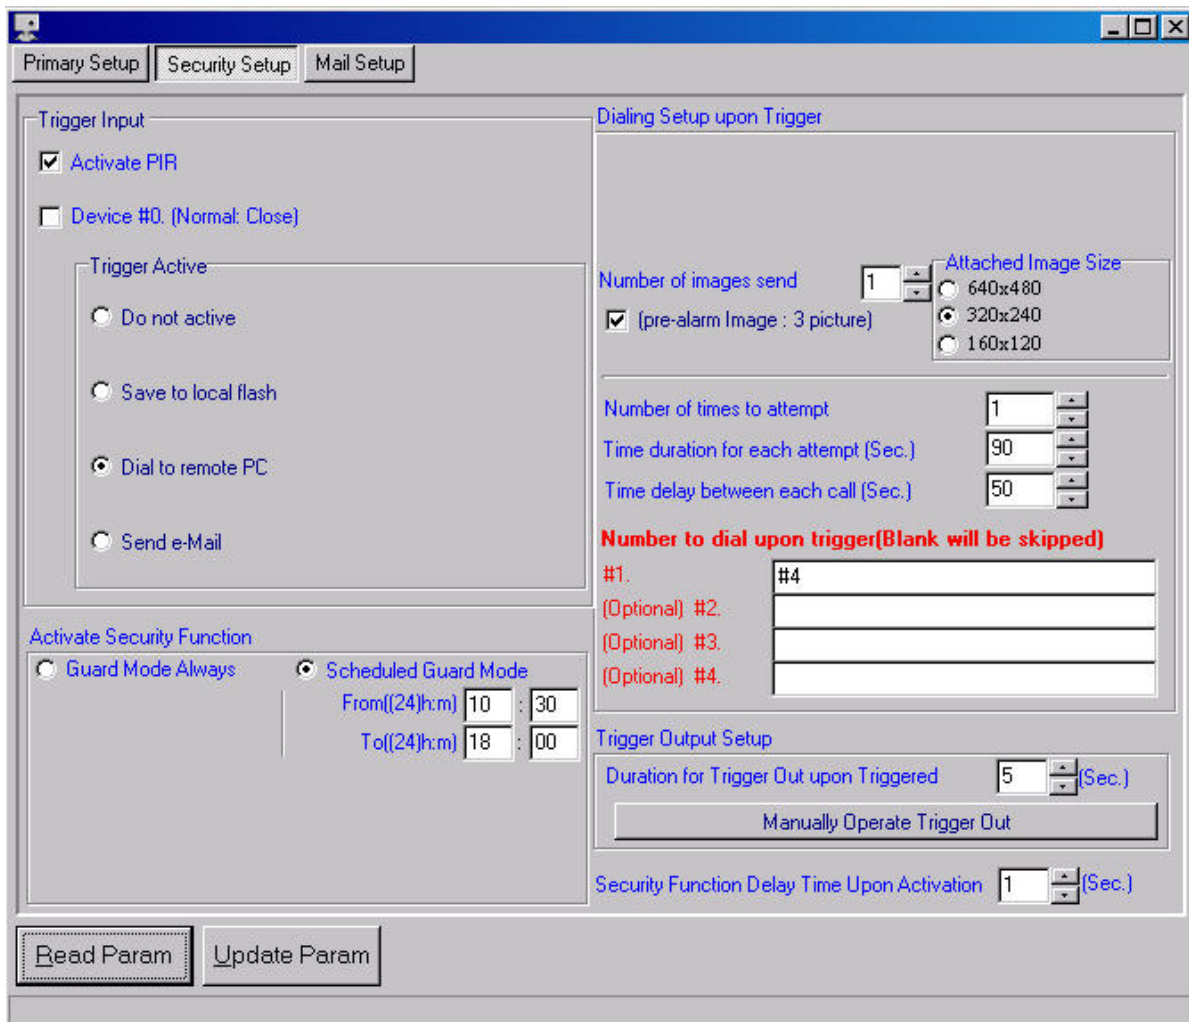 Primary Setup Security Setup Mail Setup
Trigger Input
Activate PIR
Device #0. (Normal: Close)
Trigger Active
Do not active
Save to local flash
Dial to remote PC
Send e-Mail
Activate Security Function
Guard Mode Always
Scheduled Guard Mode
From((24)h:m) 10 : 30
To((24)h:m) 18 : 00
Dialing Setup upon Trigger
Number of images send 1
(pre-alarm Image : 3 picture)
Attached Image Size
640x480
320x240
160x120
Number of times to attempt 1
Time duration for each attempt (Sec.) 90
Time delay between each call (Sec.) 50
Number to dial upon trigger(Blank will be skipped)
#1. #4
(Optional) #2.
(Optional) #3.
(Optional) #4.
Trigger Output Setup
Duration for Trigger Out upon Triggered 5 (Sec.)
Manually Operate Trigger Out
Security Function Delay Time Upon Activation 1 (Sec.)
Read Param Update Param